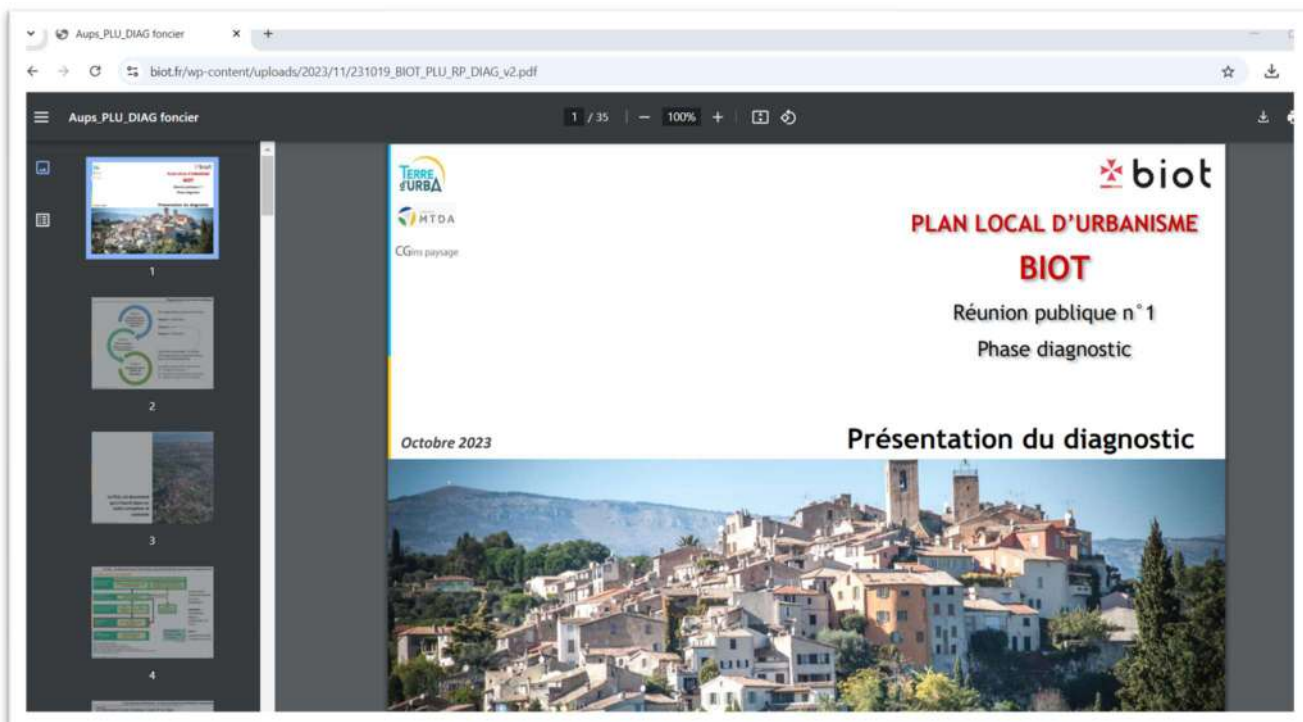 Aups_PLU_DIAG foncier
biot.fr/wp-content/uploads/2023/11/231019_BIOT_PLU_RP_DIAG_v2.pdf
Aups_PLU_DIAG foncier
1 / 35
100%
TERRE
d'URBA
MTDA
CGins paysage
biot
PLAN LOCAL D'URBANISME
BIOT
Réunion publique n°1
Phase diagnostic
Octobre 2023
Présentation du diagnostic
1
2
3
4